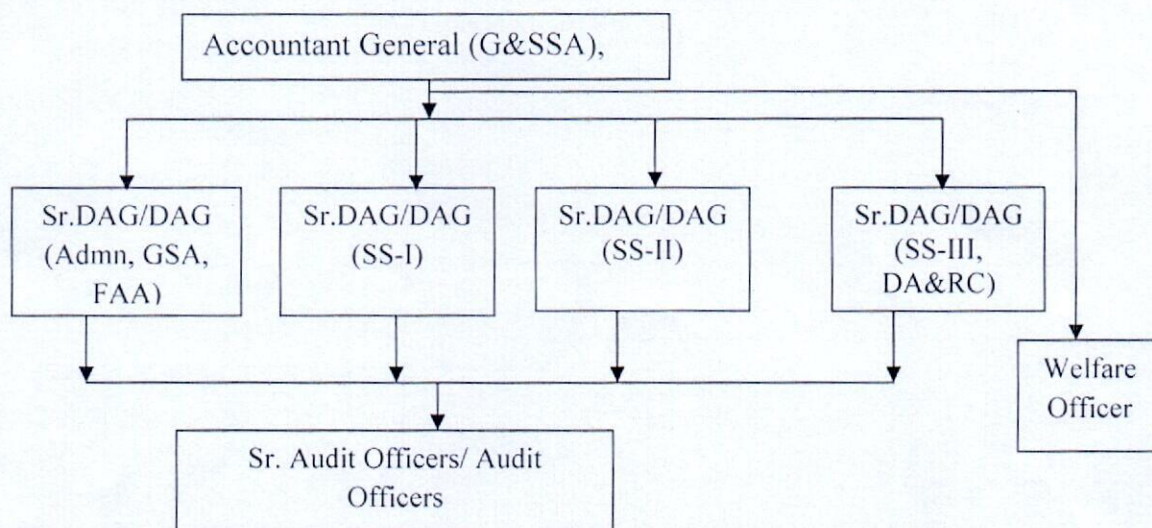 Accountant General (G&SSA),
Sr.DAG/DAG
(Admn, GSA,
FAA)
Sr.DAG/DAG
(SS-I)
Sr.DAG/DAG
(SS-II)
Sr.DAG/DAG
(SS-III,
DA&RC)
Welfare
Officer
Sr. Audit Officers/ Audit
Officers